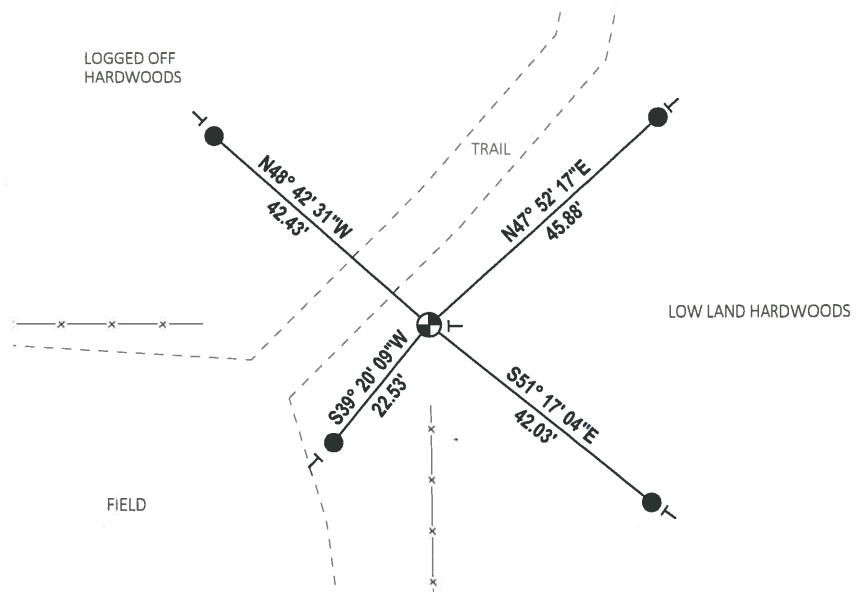 LOGGED OFF
HARDWOODS
TRAIL
N48° 42' 31"W
42.43'
N47° 52' 17"E
45.88'
LOW LAND HARDWOODS
S39° 20' 09"W
22.53'
S51° 17' 04"E
42.03'
FIELD